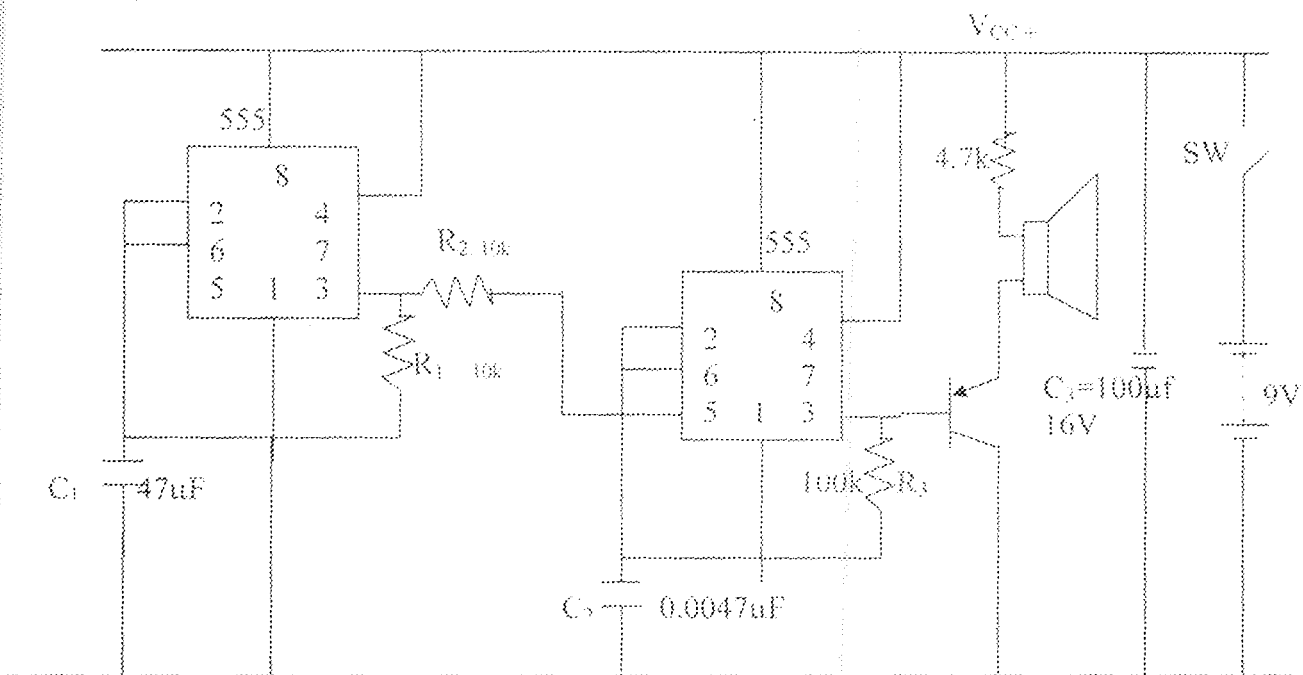 Vcc+
555
8
2 4
6 7
5 1 3
R2 10k
R1 10k
C1 47uF
555
8
2 4
6 7
5 1 3
100k R3
C2 0.0047uF
4.7k
SW
C3=100uf
16V
9V